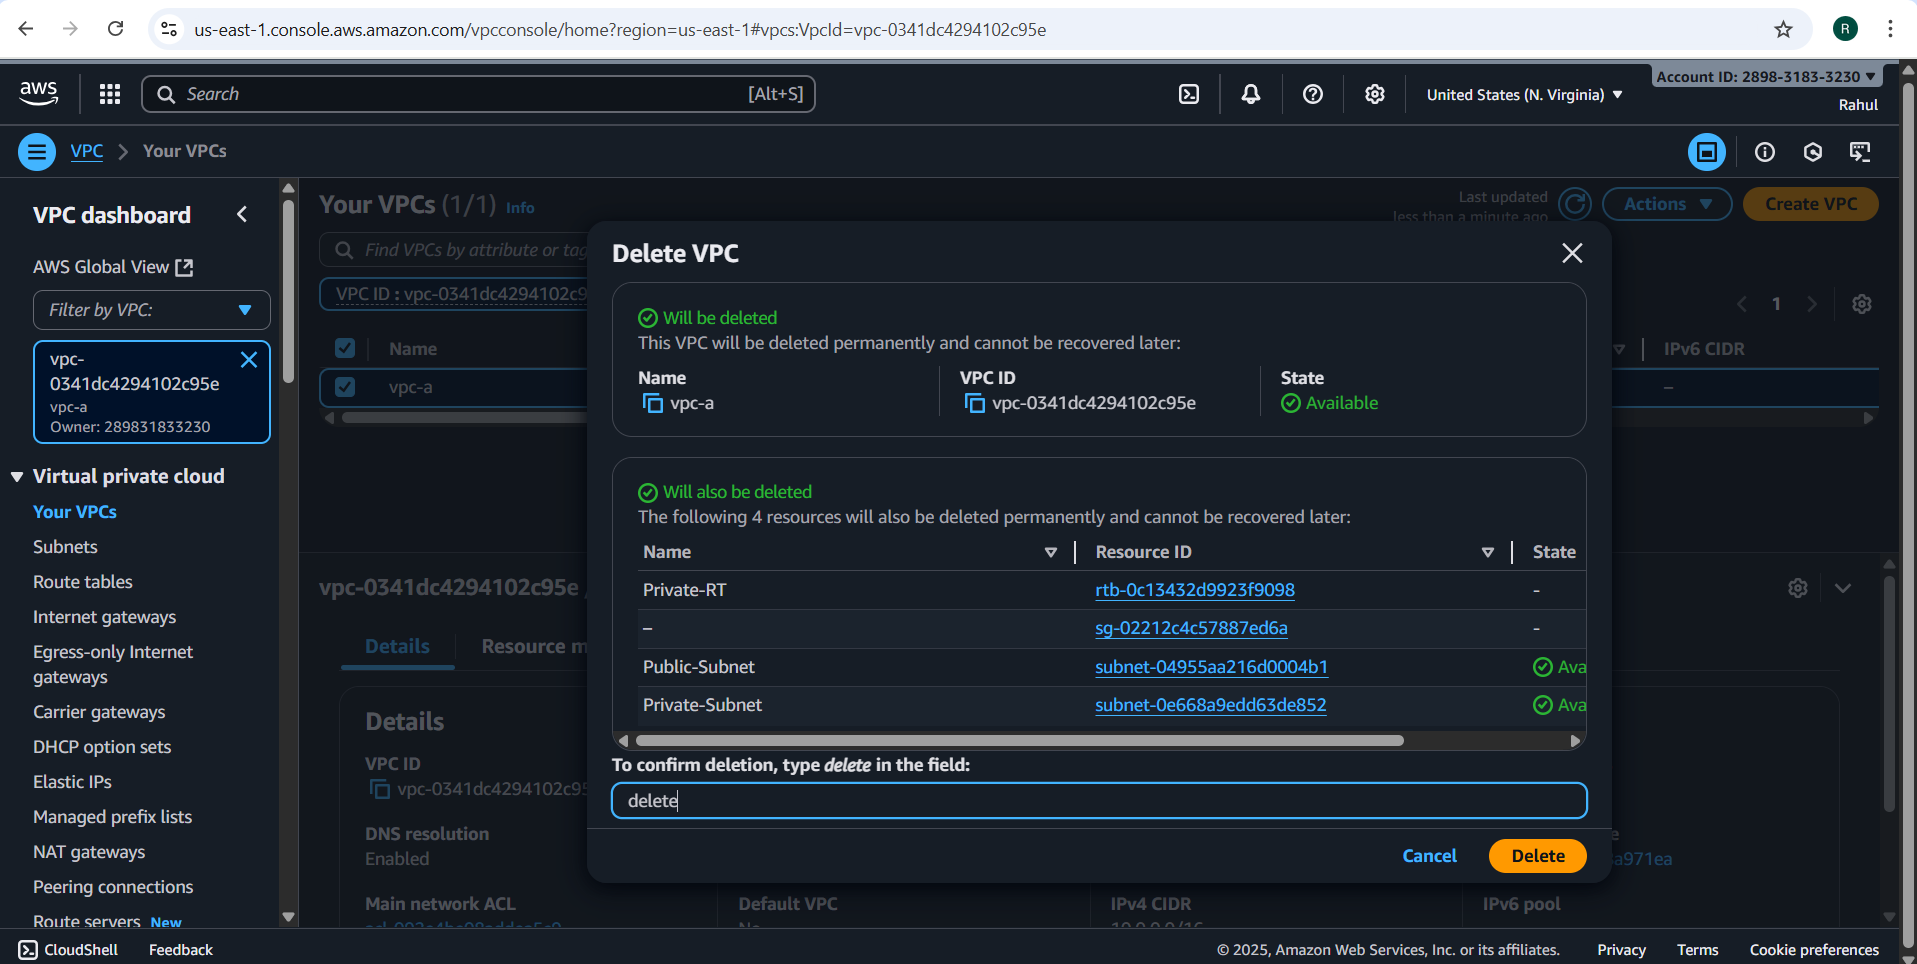 us-east-1.console.aws.amazon.com/vpcconsole/home?region=us-east-1#vpcs:VpcId=vpc-0341dc4294102c95e
R
aws
Search
[Alt+S]
United States (N. Virginia)
Account ID: 2898-3183-3230
Rahul
VPC
Your VPCs
VPC dashboard
AWS Global View
Filter by VPC:
vpc-
0341dc4294102c95e
vpc-a
Owner: 289831833230
Virtual private cloud
Your VPCs
Subnets
Route tables
Internet gateways
Egress-only Internet
gateways
Carrier gateways
DHCP option sets
Elastic IPs
Managed prefix lists
NAT gateways
Peering connections
Route servers New
Your VPCs (1/1) Info
Last updated
less than a minute ago
Actions
Create VPC
Find VPCs by attribute or tag
VPC ID : vpc-0341dc4294102c9
1
Name
IPv6 CIDR
vpc-a
–
vpc-0341dc4294102c95e
Details
Resource m
Details
VPC ID
vpc-0341dc4294102c95
DNS resolution
Enabled
Main network ACL
Default VPC
No
IPv4 CIDR
10.0.0.0/16
IPv6 pool
a971ea
Delete VPC
Will be deleted
This VPC will be deleted permanently and cannot be recovered later:
Name
VPC ID
State
vpc-a
vpc-0341dc4294102c95e
Available
Will also be deleted
The following 4 resources will also be deleted permanently and cannot be recovered later:
Name
Resource ID
State
Private-RT
rtb-0c13432d9923f9098
-
–
sg-02212c4c57887ed6a
-
Public-Subnet
subnet-04955aa216d0004b1
Ava
Private-Subnet
subnet-0e668a9edd63de852
Ava
To confirm deletion, type delete in the field:
delete
Cancel
Delete
CloudShell
Feedback
© 2025, Amazon Web Services, Inc. or its affiliates.
Privacy
Terms
Cookie preferences